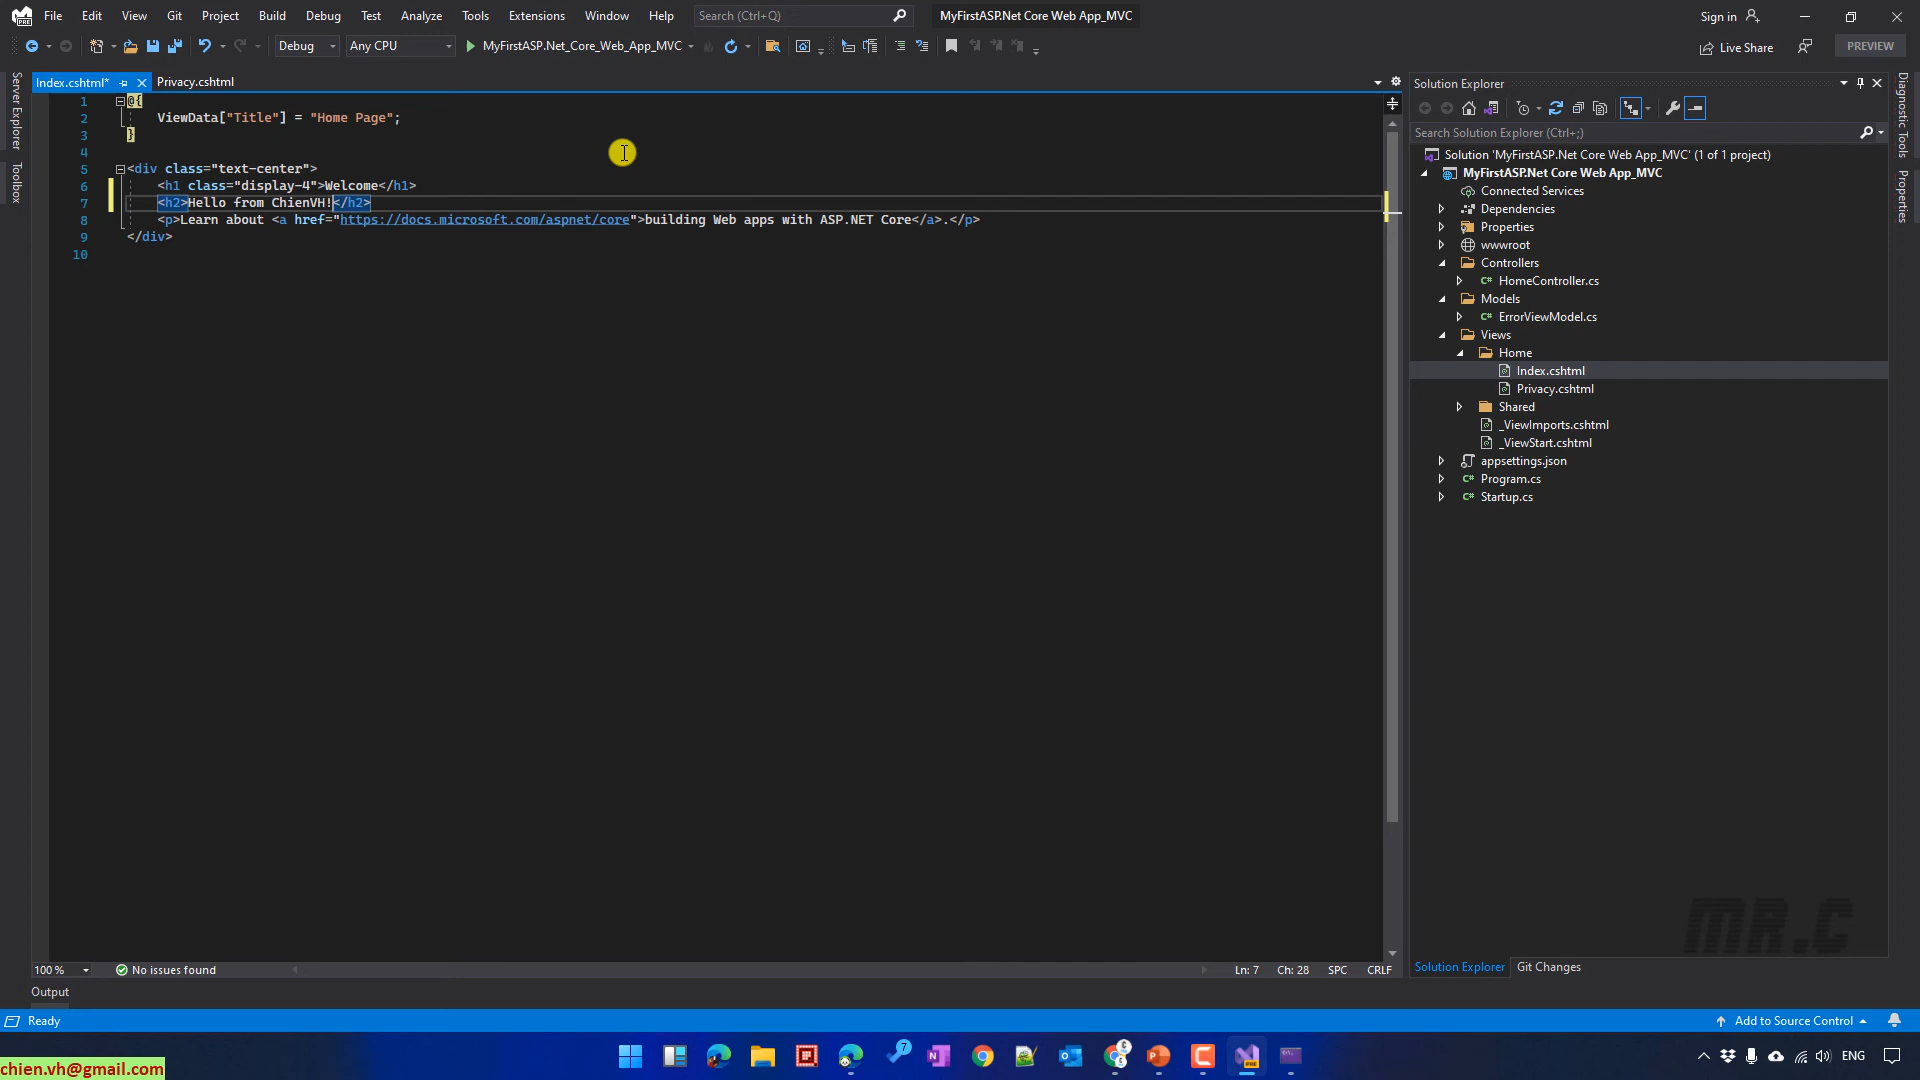 File Edit View Git Project Build Debug Test Analyze Tools Extensions Window Help Search (Ctrl+Q) MyFirstASP.Net Core Web App_MVC Sign in
Debug Any CPU MyFirstASP.Net_Core_Web_App_MVC Live Share PREVIEW
Index.cshtml* Privacy.cshtml
Server Explorer
Toolbox
1 @{
2 ViewData["Title"] = "Home Page";
3 }
4
5 <div class="text-center">
6 <h1 class="display-4">Welcome</h1>
7 <h2>Hello from ChienVH!</h2>
8 <p>Learn about <a href="https://docs.microsoft.com/aspnet/core">building Web apps with ASP.NET Core</a>.</p>
9 </div>
10
Solution Explorer
Search Solution Explorer (Ctrl+;)
Solution 'MyFirstASP.Net Core Web App_MVC' (1 of 1 project)
MyFirstASP.Net Core Web App_MVC
Connected Services
Dependencies
Properties
wwwroot
Controllers
C# HomeController.cs
Models
C# ErrorViewModel.cs
Views
Home
Index.cshtml
Privacy.cshtml
Shared
_ViewImports.cshtml
_ViewStart.cshtml
appsettings.json
C# Program.cs
C# Startup.cs
Diagnostic Tools
Properties
MR.C
100 % No issues found Ln: 7 Ch: 28 SPC CRLF
Solution Explorer Git Changes
Output
Ready Add to Source Control
chien.vh@gmail.com
7
ENG